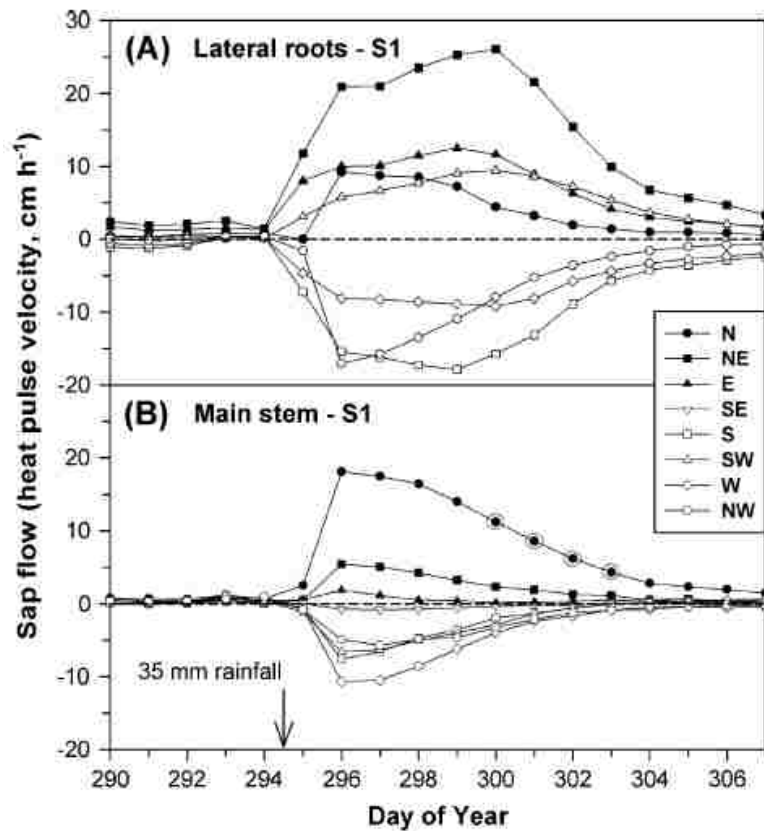 Sap flow (heat pulse velocity, cm h⁻¹)
30
(A) Lateral roots - S1
20
10
0
-10
-20
N
NE
E
SE
S
SW
W
NW
(B) Main stem - S1
20
10
0
-10
-20
35 mm rainfall
290 292 294 296 298 300 302 304 306
Day of Year